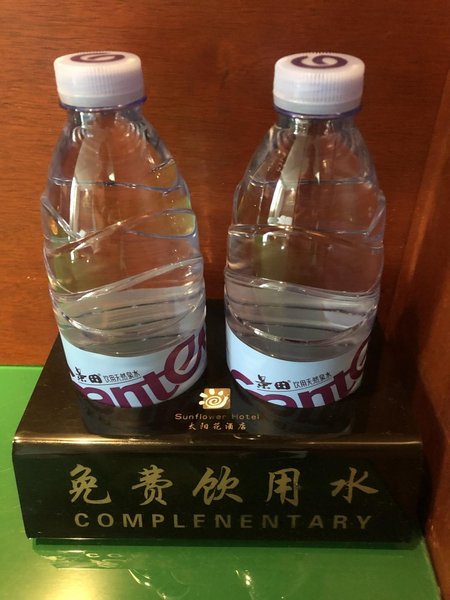 景田 饮用天然泉水
景田 饮用天然泉水
Sunflower Hotel
太阳花酒店
免费饮用水
COMPLENENTARY